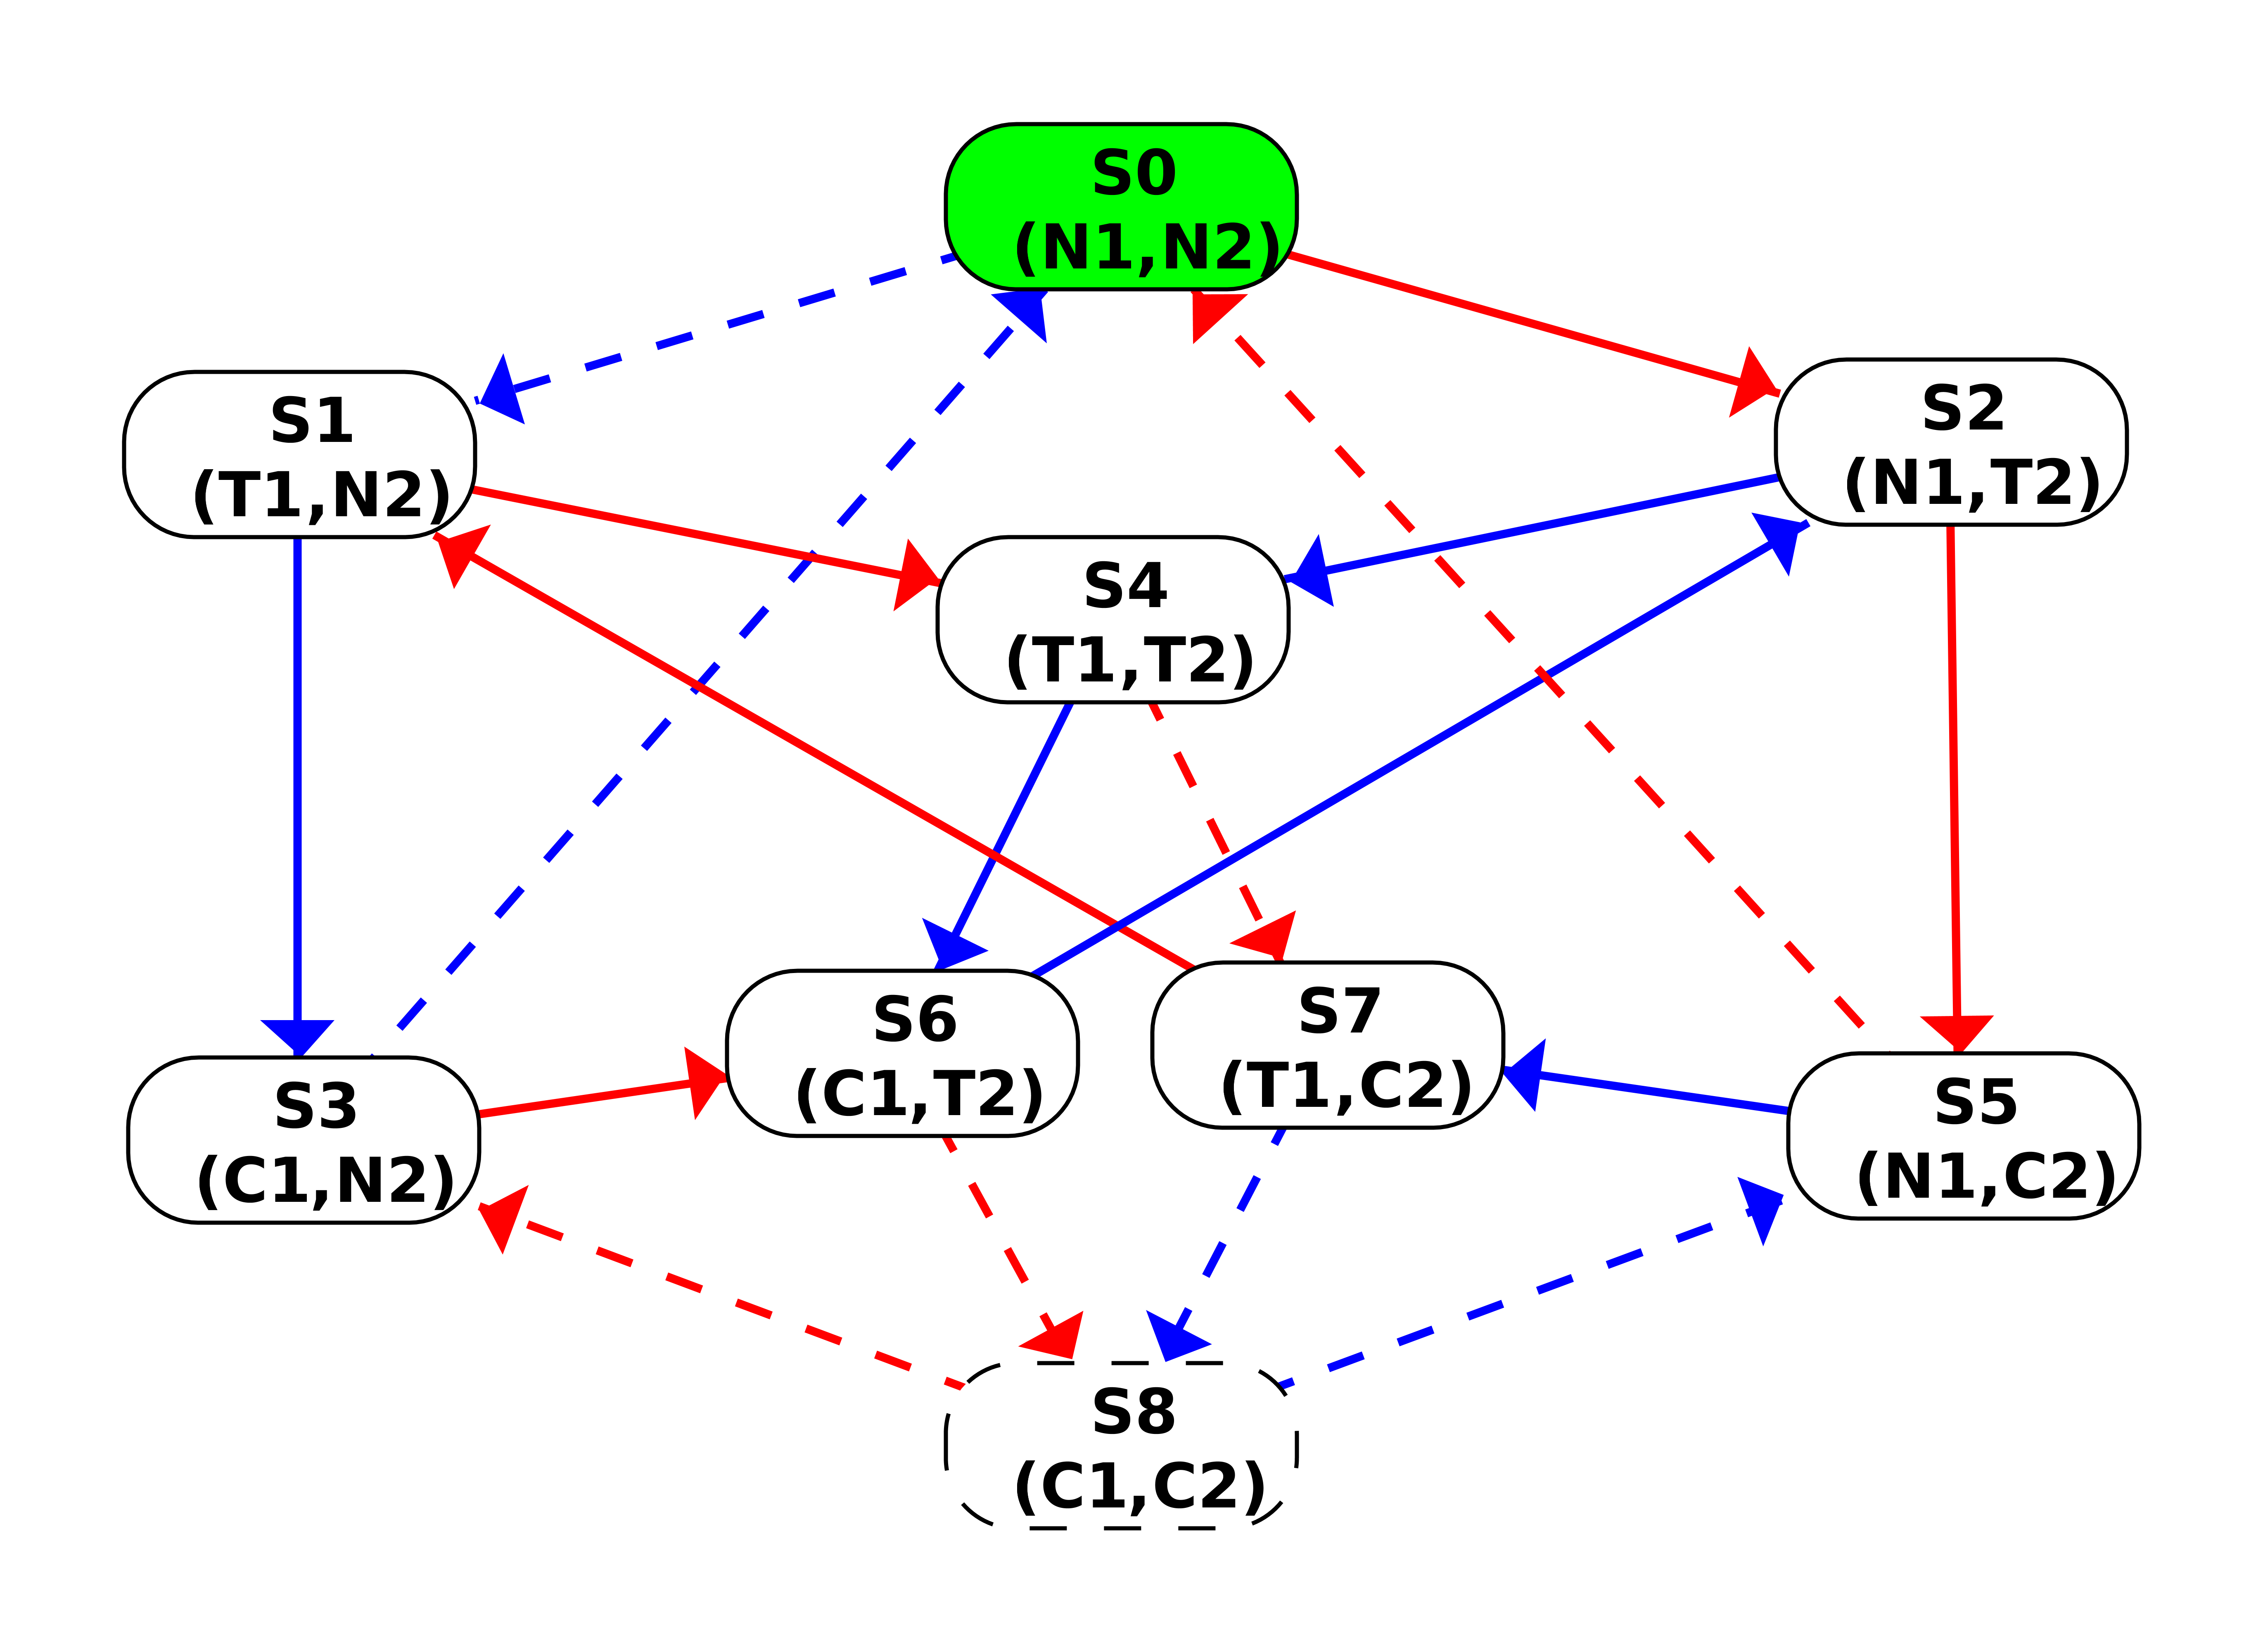 S0
(N1,N2)
S1
(T1,N2)
S2
(N1,T2)
S4
(T1,T2)
S6
(C1,T2)
S7
(T1,C2)
S3
(C1,N2)
S5
(N1,C2)
S8
(C1,C2)